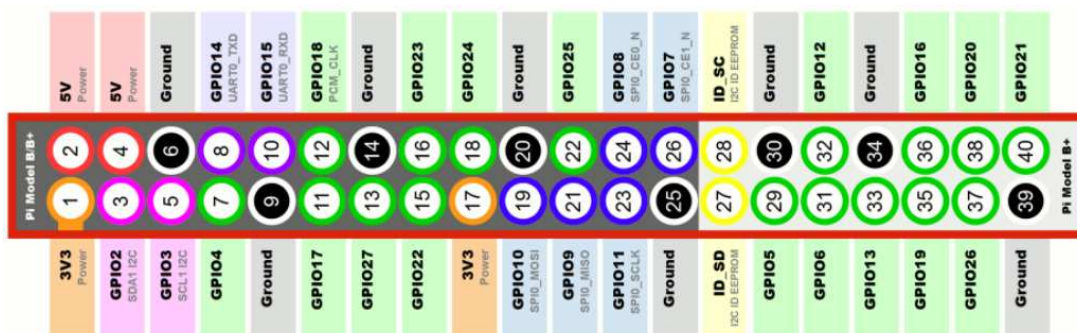 5V
Power
5V
Power
Ground
GPIO14
UART0_TXD
GPIO15
UART0_RXD
GPIO18
PCM_CLK
Ground
GPIO23
GPIO24
Ground
GPIO25
GPIO8
SPI0_CE0_N
GPIO7
SPI0_CE1_N
ID_SC
I2C ID EEPROM
Ground
GPIO12
Ground
GPIO16
GPIO20
GPIO21
Pi Model B/B+
2 4 6 8 10 12 14 16 18 20 22 24 26 28 30 32 34 36 38 40
1 3 5 7 9 11 13 15 17 19 21 23 25 27 29 31 33 35 37 39
Pi Model B+
3V3
Power
GPIO2
SDA1 I2C
GPIO3
SCL1 I2C
GPIO4
Ground
GPIO17
GPIO27
GPIO22
3V3
Power
GPIO10
SPI0_MOSI
GPIO9
SPI0_MISO
GPIO11
SPI0_SCLK
Ground
ID_SD
I2C ID EEPROM
GPIO5
GPIO6
GPIO13
GPIO19
GPIO26
Ground